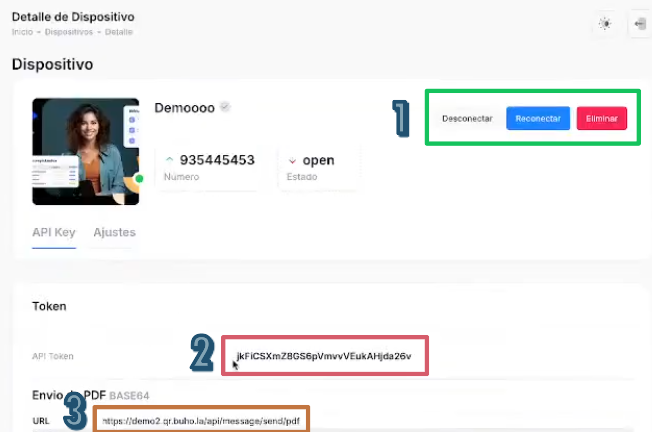 Detalle de Dispositivo
Inicio - Dispositivos - Detalle
Dispositivo
Demoooo
1
Desconectar Reconectar Eliminar
935445453 open
Número Estado
API Key Ajustes
Token
2
API Token jkFiCSXmZ8GS6pVmvvVEukAHjda26v
Envio PDF BASE64
3
URL https://demo2.qr.buho.la/api/message/send/pdf